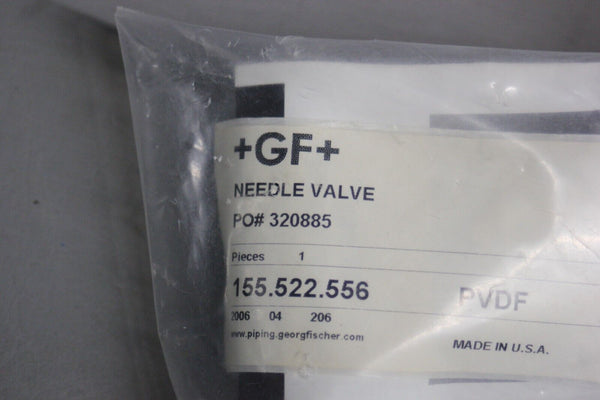 +GF+
NEEDLE VALVE
PO# 320885
Pieces 1
155.522.556 PVDF
2006 04 206
www.piping.georgfischer.com
MADE IN U.S.A.